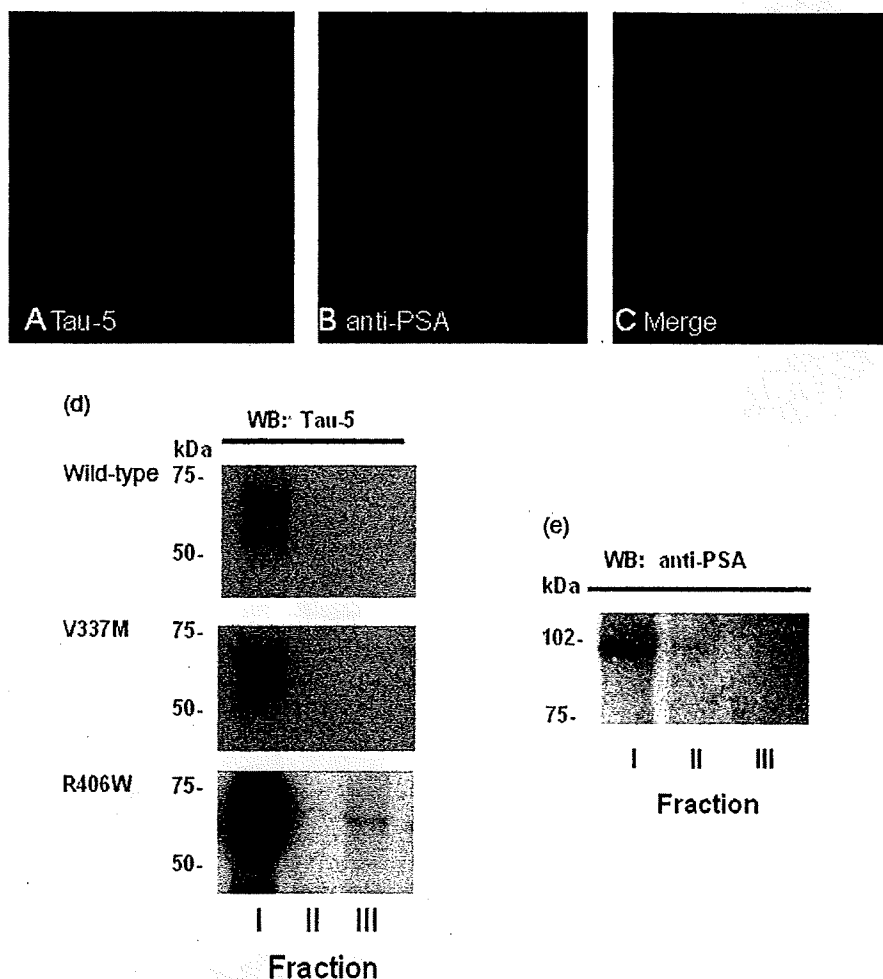 A Tau-5
B anti-PSA
C Merge
(d)
WB: Tau-5
kDa
Wild-type
75-
50-
V337M
75-
50-
R406W
75-
50-
I II III
Fraction
(e)
WB: anti-PSA
kDa
102-
75-
I II III
Fraction